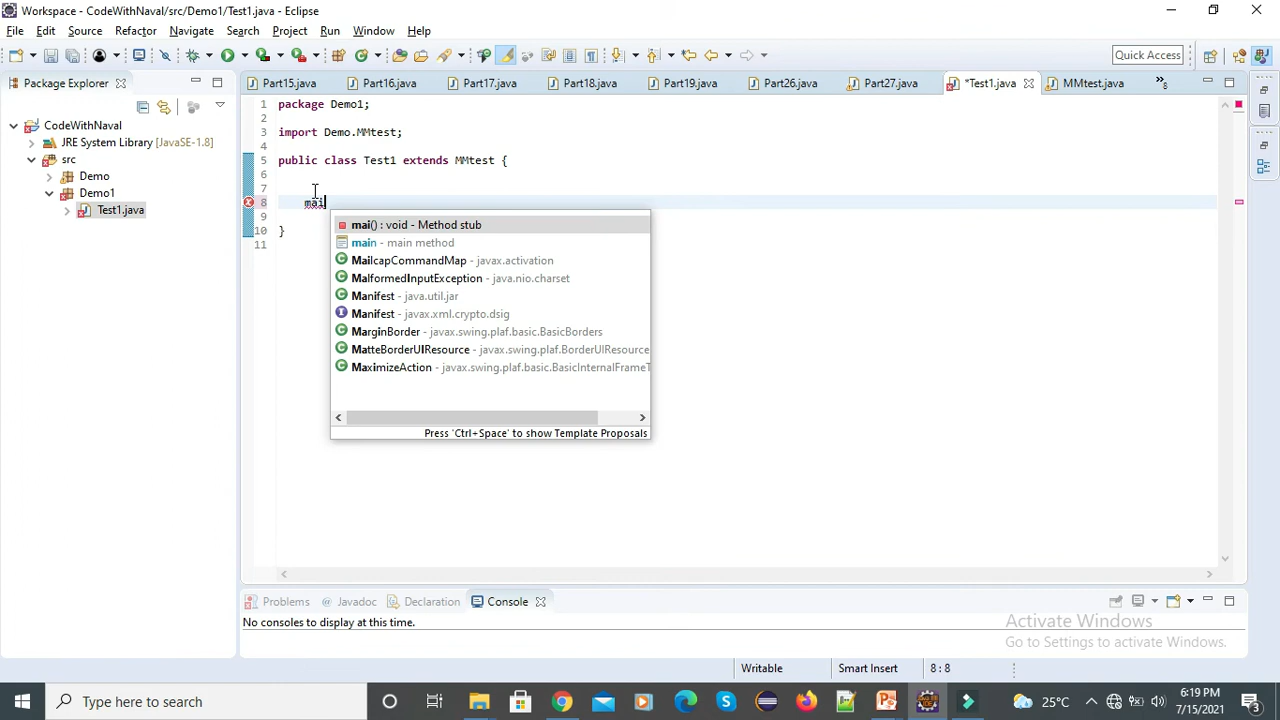 Workspace - CodeWithNaval/src/Demo1/Test1.java - Eclipse
File Edit Source Refactor Navigate Search Project Run Window Help
Quick Access
Package Explorer
Part15.java Part16.java Part17.java Part18.java Part19.java Part26.java Part27.java *Test1.java MMtest.java »8
CodeWithNaval
JRE System Library [JavaSE-1.8]
src
Demo
Demo1
Test1.java
1 package Demo1;
2
3 import Demo.MMtest;
4
5 public class Test1 extends MMtest {
6
7
8 mai
9
10 }
11
mai() : void - Method stub
main - main method
MailcapCommandMap - javax.activation
MalformedInputException - java.nio.charset
Manifest - java.util.jar
Manifest - javax.xml.crypto.dsig
MarginBorder - javax.swing.plaf.basic.BasicBorders
MatteBorderUIResource - javax.swing.plaf.BorderUIResource
MaximizeAction - javax.swing.plaf.basic.BasicInternalFrameT
Press 'Ctrl+Space' to show Template Proposals
Problems @ Javadoc Declaration Console
No consoles to display at this time.
Activate Windows
Go to Settings to activate Windows.
Writable Smart Insert 8 : 8
Type here to search
25°C
6:19 PM
7/15/2021
3